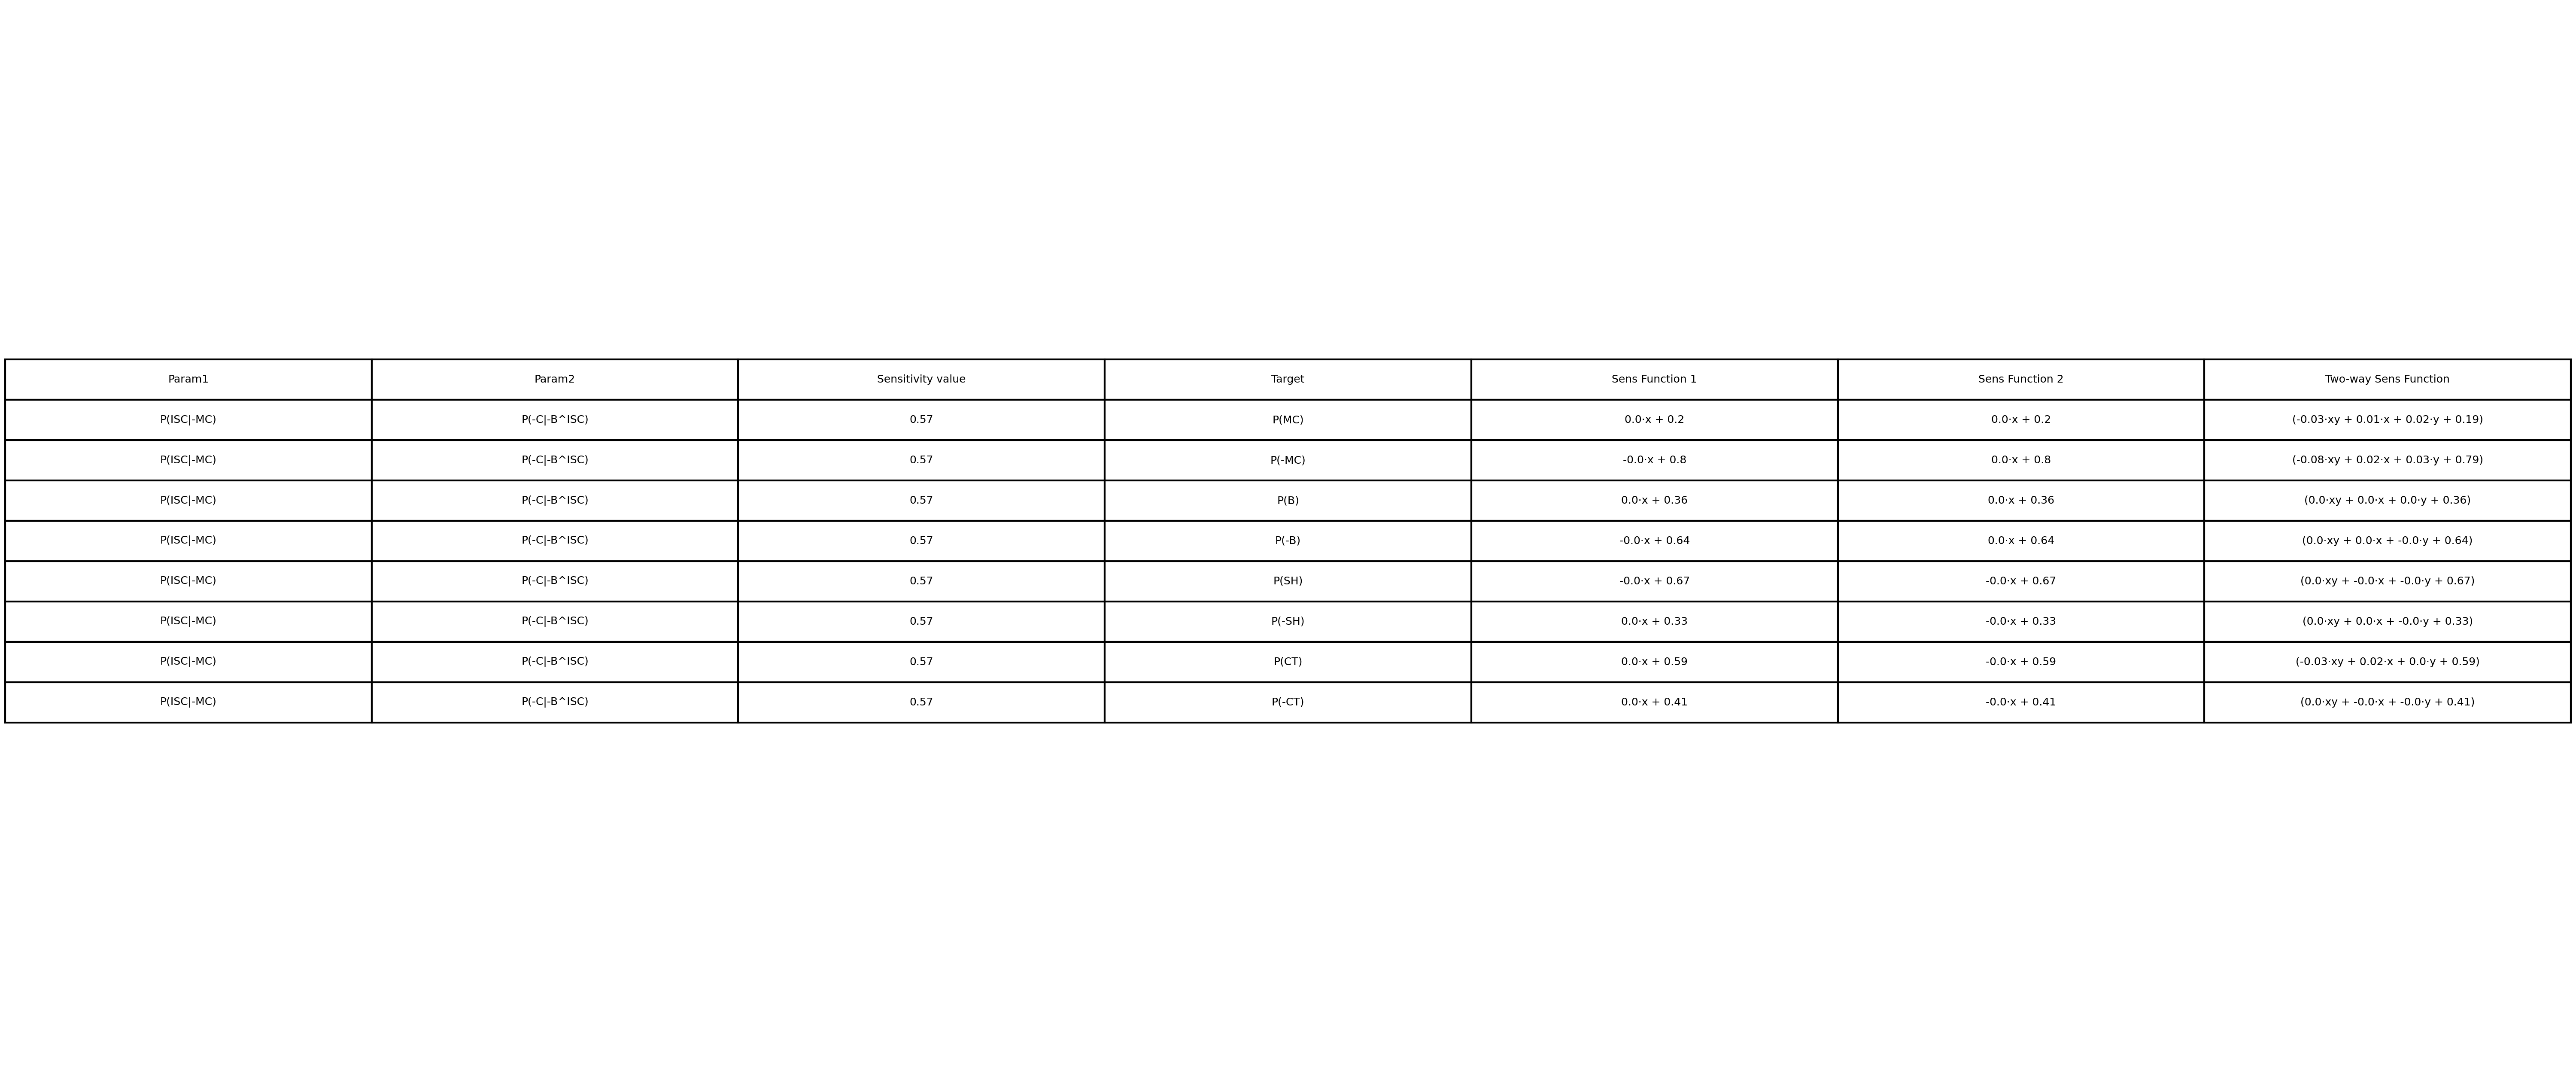 Param1 Param2 Sensitivity value Target Sens Function 1 Sens Function 2 Two-way Sens Function
P(ISC|-MC) P(-C|-B^ISC) 0.57 P(MC) 0.0·x + 0.2 0.0·x + 0.2 (-0.03·xy + 0.01·x + 0.02·y + 0.19)
P(ISC|-MC) P(-C|-B^ISC) 0.57 P(-MC) -0.0·x + 0.8 0.0·x + 0.8 (-0.08·xy + 0.02·x + 0.03·y + 0.79)
P(ISC|-MC) P(-C|-B^ISC) 0.57 P(B) 0.0·x + 0.36 0.0·x + 0.36 (0.0·xy + 0.0·x + 0.0·y + 0.36)
P(ISC|-MC) P(-C|-B^ISC) 0.57 P(-B) -0.0·x + 0.64 0.0·x + 0.64 (0.0·xy + 0.0·x + -0.0·y + 0.64)
P(ISC|-MC) P(-C|-B^ISC) 0.57 P(SH) -0.0·x + 0.67 -0.0·x + 0.67 (0.0·xy + -0.0·x + -0.0·y + 0.67)
P(ISC|-MC) P(-C|-B^ISC) 0.57 P(-SH) 0.0·x + 0.33 -0.0·x + 0.33 (0.0·xy + 0.0·x + -0.0·y + 0.33)
P(ISC|-MC) P(-C|-B^ISC) 0.57 P(CT) 0.0·x + 0.59 -0.0·x + 0.59 (-0.03·xy + 0.02·x + 0.0·y + 0.59)
P(ISC|-MC) P(-C|-B^ISC) 0.57 P(-CT) 0.0·x + 0.41 -0.0·x + 0.41 (0.0·xy + -0.0·x + -0.0·y + 0.41)